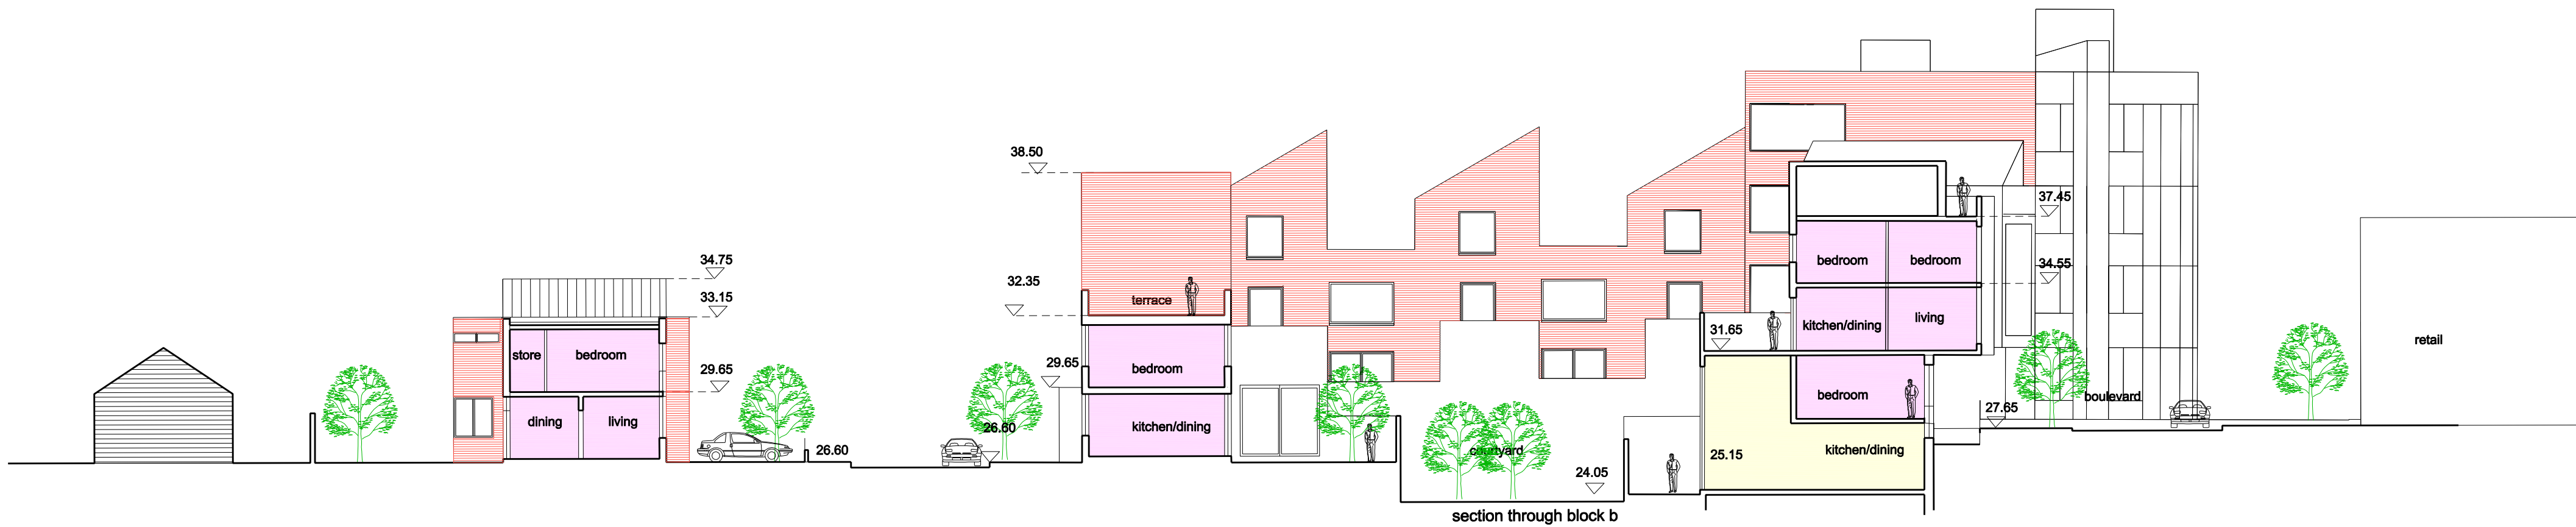 34.75
33.15
store
bedroom
29.65
dining
living
26.60
38.50
32.35
terrace
29.65
bedroom
26.60
kitchen/dining
courtyard
24.05
section through block b
31.65
25.15
37.45
34.55
bedroom
bedroom
kitchen/dining
living
bedroom
kitchen/dining
27.65
boulevard
retail